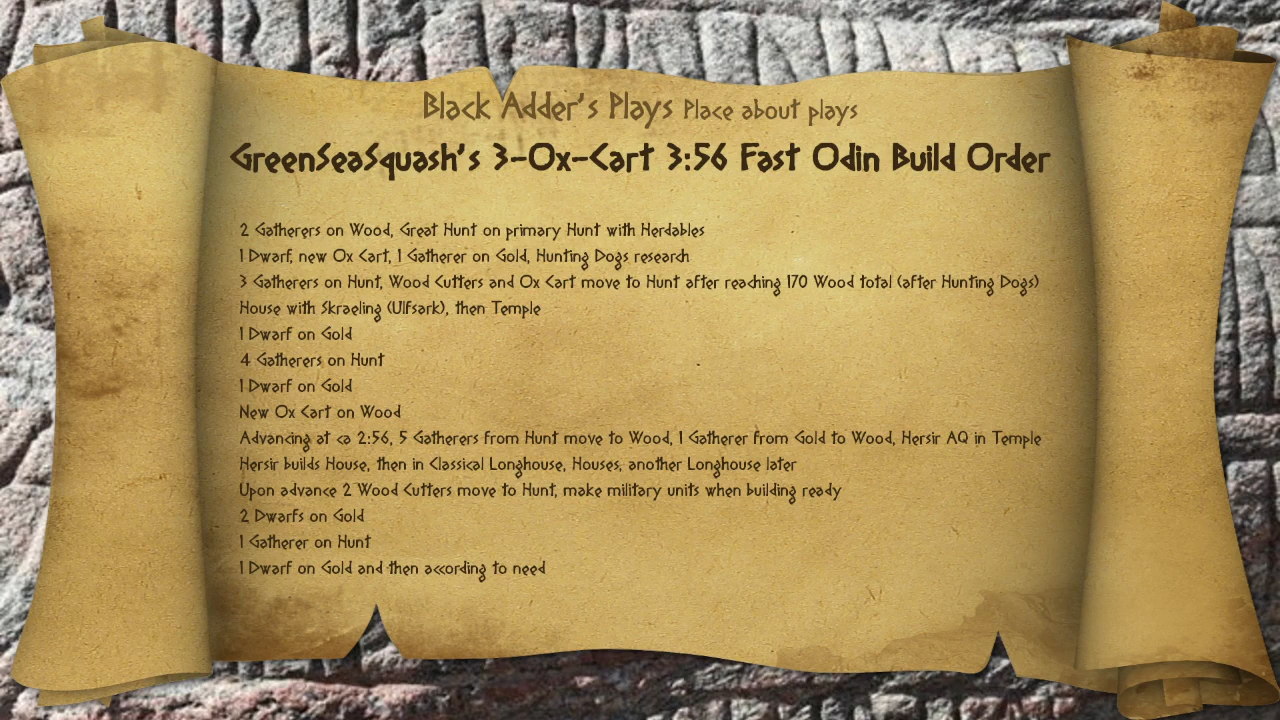 Black Adder's Plays Place about plays
GreenSeaSquash's 3-Ox-Cart 3:56 Fast Odin Build Order
2 Gatherers on Wood, Great Hunt on primary Hunt with Herdables
1 Dwarf, new Ox Cart, 1 Gatherer on Gold, Hunting Dogs research
3 Gatherers on Hunt, Wood Cutters and Ox Cart move to Hunt after reaching 170 Wood total (after Hunting Dogs)
House with Skraeling (Ulfsark), then Temple
1 Dwarf on Gold
4 Gatherers on Hunt
1 Dwarf on Gold
New Ox Cart on Wood
Advancing at ca 2:56, 5 Gatherers from Hunt move to Wood, 1 Gatherer from Gold to Wood, Hersir AQ in Temple
Hersir builds House, then in Classical Longhouse, Houses, another Longhouse later
Upon advance 2 Wood Cutters move to Hunt, make military units when building ready
2 Dwarfs on Gold
1 Gatherer on Hunt
1 Dwarf on Gold and then according to need